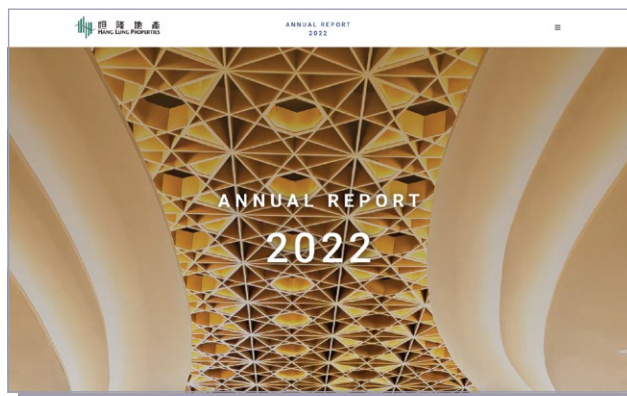 恒隆地產
HANG LUNG PROPERTIES
ANNUAL REPORT
2022
ANNUAL REPORT
2022